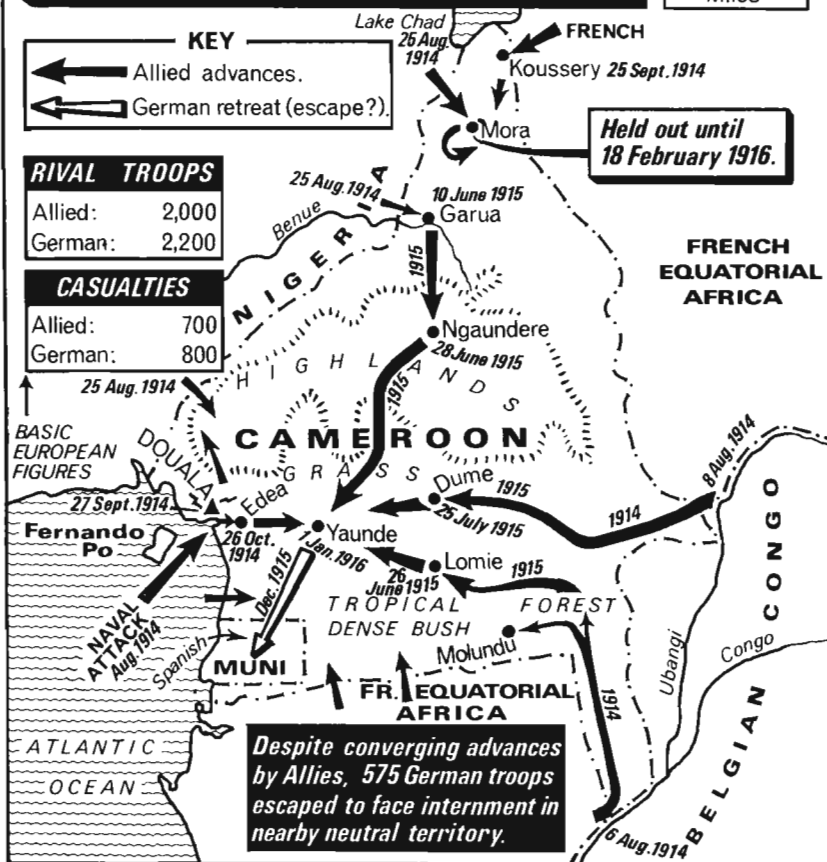 MILES
Lake Chad
25 Aug.
1914
FRENCH
Koussery 25 Sept.1914
KEY
Allied advances.
German retreat (escape?).
Mora
Held out until
18 February 1916.
RIVAL TROOPS
Allied: 2,000
German: 2,200
25 Aug.1914
10 June 1915
Garua
Benue
NIGERIA
1915
FRENCH
EQUATORIAL
AFRICA
CASUALTIES
Allied: 700
German: 800
Ngaundere
28 June 1915
25 Aug. 1914
HIGHLANDS
1915
BASIC
EUROPEAN
FIGURES
CAMEROON
GRASS
DOUALA
27 Sept.1914
Edea
26 Oct.
1914
Fernando
Po
Yaunde
1 Jan.1916
Dume
25 July 1915
1915
1914
8 Aug.1914
Lomie
26
June 1915
1915
Dec. 1915
TROPICAL FOREST
DENSE BUSH
NAVAL
ATTACK
Aug.1914
Spanish
MUNI
Molundu
1914
Ubangi
Congo
BELGIAN CONGO
FR. EQUATORIAL
AFRICA
ATLANTIC
OCEAN
Despite converging advances
by Allies, 575 German troops
escaped to face internment in
nearby neutral territory.
6 Aug.1914